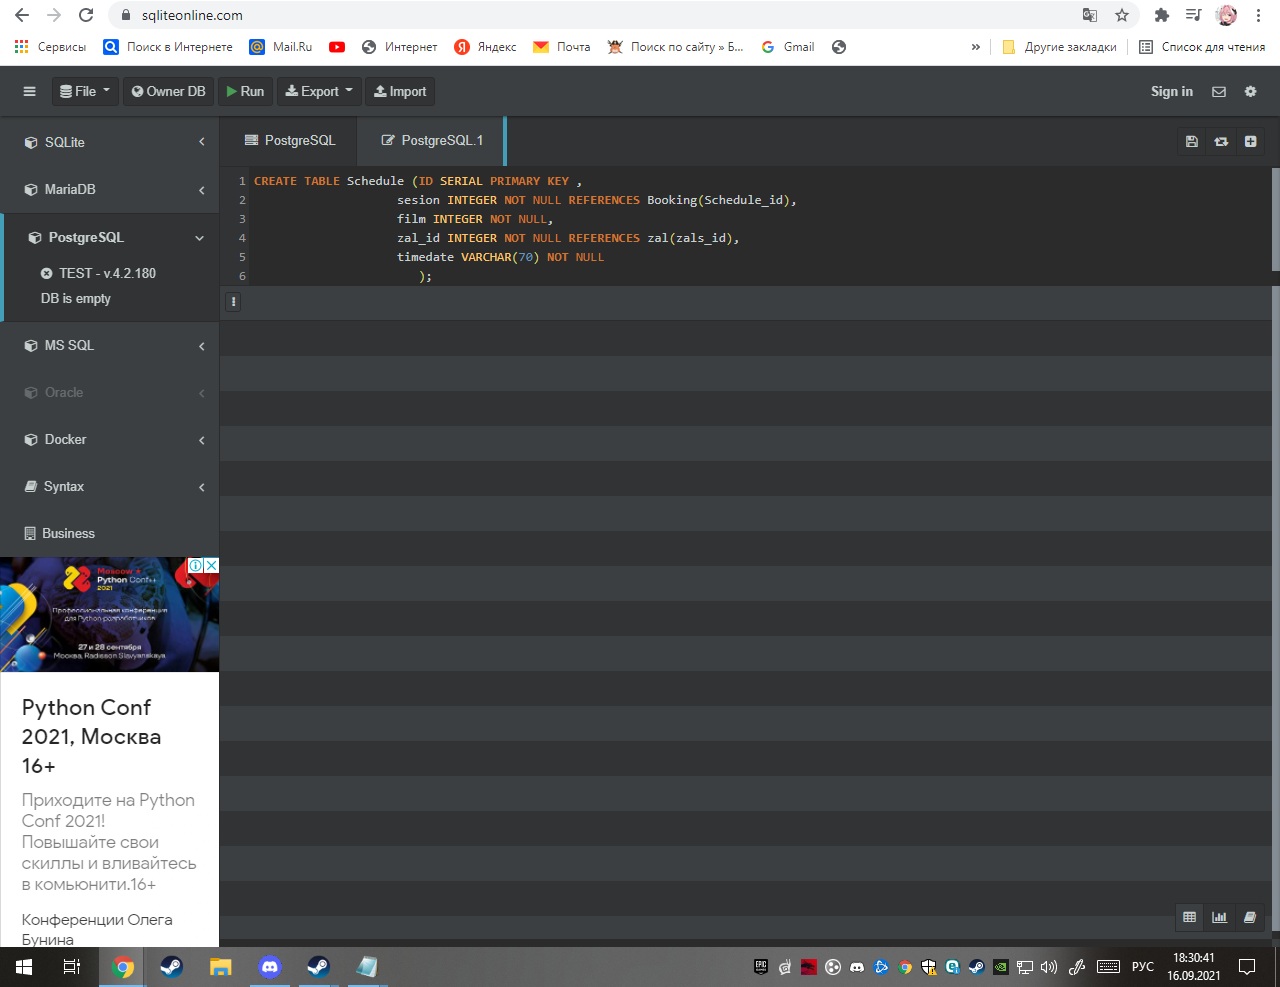 sqliteonline.com
Сервисы
Поиск в Интернете
Mail.Ru
Интернет
Яндекс
Почта
Поиск по сайту » Б...
Gmail
»
Другие закладки
Список для чтения
File
Owner DB
Run
Export
Import
Sign in
SQLite
MariaDB
PostgreSQL
TEST - v.4.2.180
DB is empty
MS SQL
Oracle
Docker
Syntax
Business
PostgreSQL
PostgreSQL.1
1 CREATE TABLE Schedule (ID SERIAL PRIMARY KEY ,
2 sesion INTEGER NOT NULL REFERENCES Booking(Schedule_id),
3 film INTEGER NOT NULL,
4 zal_id INTEGER NOT NULL REFERENCES zal(zals_id),
5 timedate VARCHAR(70) NOT NULL
6 );
Moscow
Python Conf++
2021
Профессиональная конференция
для Python-разработчиков
27 и 28 сентября
Москва, Radisson Slavyanskaya
Python Conf
2021, Москва
16+
Приходите на Python
Conf 2021!
Повышайте свои
скиллы и вливайтесь
в комьюнити.16+
Конференции Олега
Бунина
РУС
18:30:41
16.09.2021